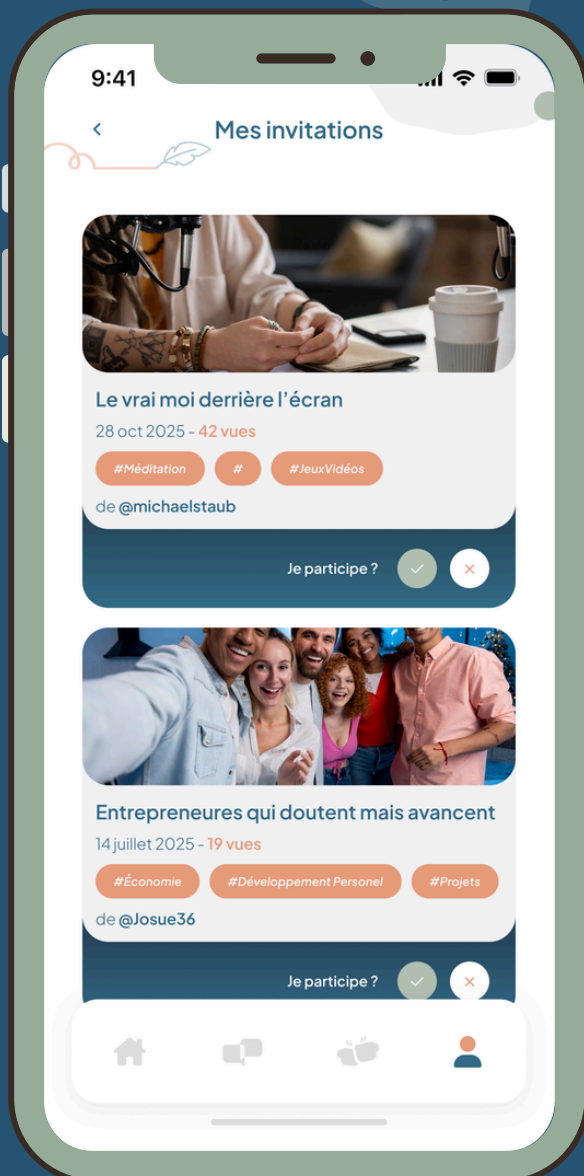 9:41
Mes invitations
Le vrai moi derrière l’écran
28 oct 2025 - 42 vues
#Méditation # #JeuxVidéos
de @michaelstaub
Je participe ?
Entrepreneures qui doutent mais avancent
14 juillet 2025 - 19 vues
#Économie #Développement Personel #Projets
de @Josue36
Je participe ?